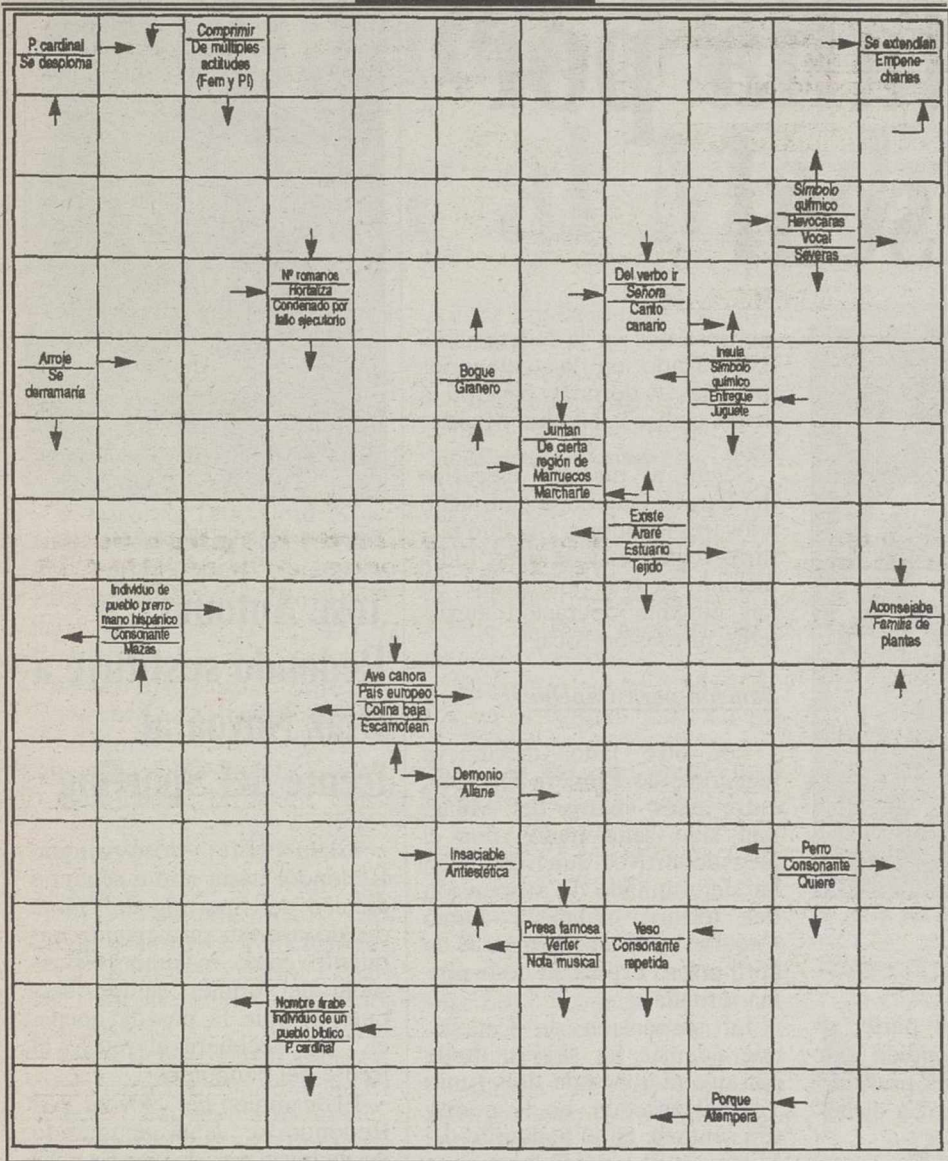 P. cardinal
Se desploma
Comprimir
De múltiples
actitudes
(Fem y Pl)
Se extendían
Empene-
charlas
Símbolo
químico
Revocaras
Vocal
Severas
Nº romanos
Hortaliza
Condenado por
fallo ejecutorio
Del verbo ir
Señora
Canto
canario
Arroje
Se
derramaría
Bogue
Granero
Insula
Símbolo
químico
Entregue
Juguete
Juntan
De cierta
región de
Marruecos
Marcharte
Existe
Araré
Estuario
Tejido
Individuo de
pueblo prerro-
mano hispánico
Consonante
Mazas
Aconsejaba
Familia de
plantas
Ave canora
País europeo
Colina baja
Escamotean
Demonio
Allane
Insaciable
Antiestética
Perro
Consonante
Quiere
Presa famosa
Verter
Nota musical
Yeso
Consonante
repetida
Nombre árabe
Individuo de un
pueblo bíblico
P. cardinal
Porque
Atempera